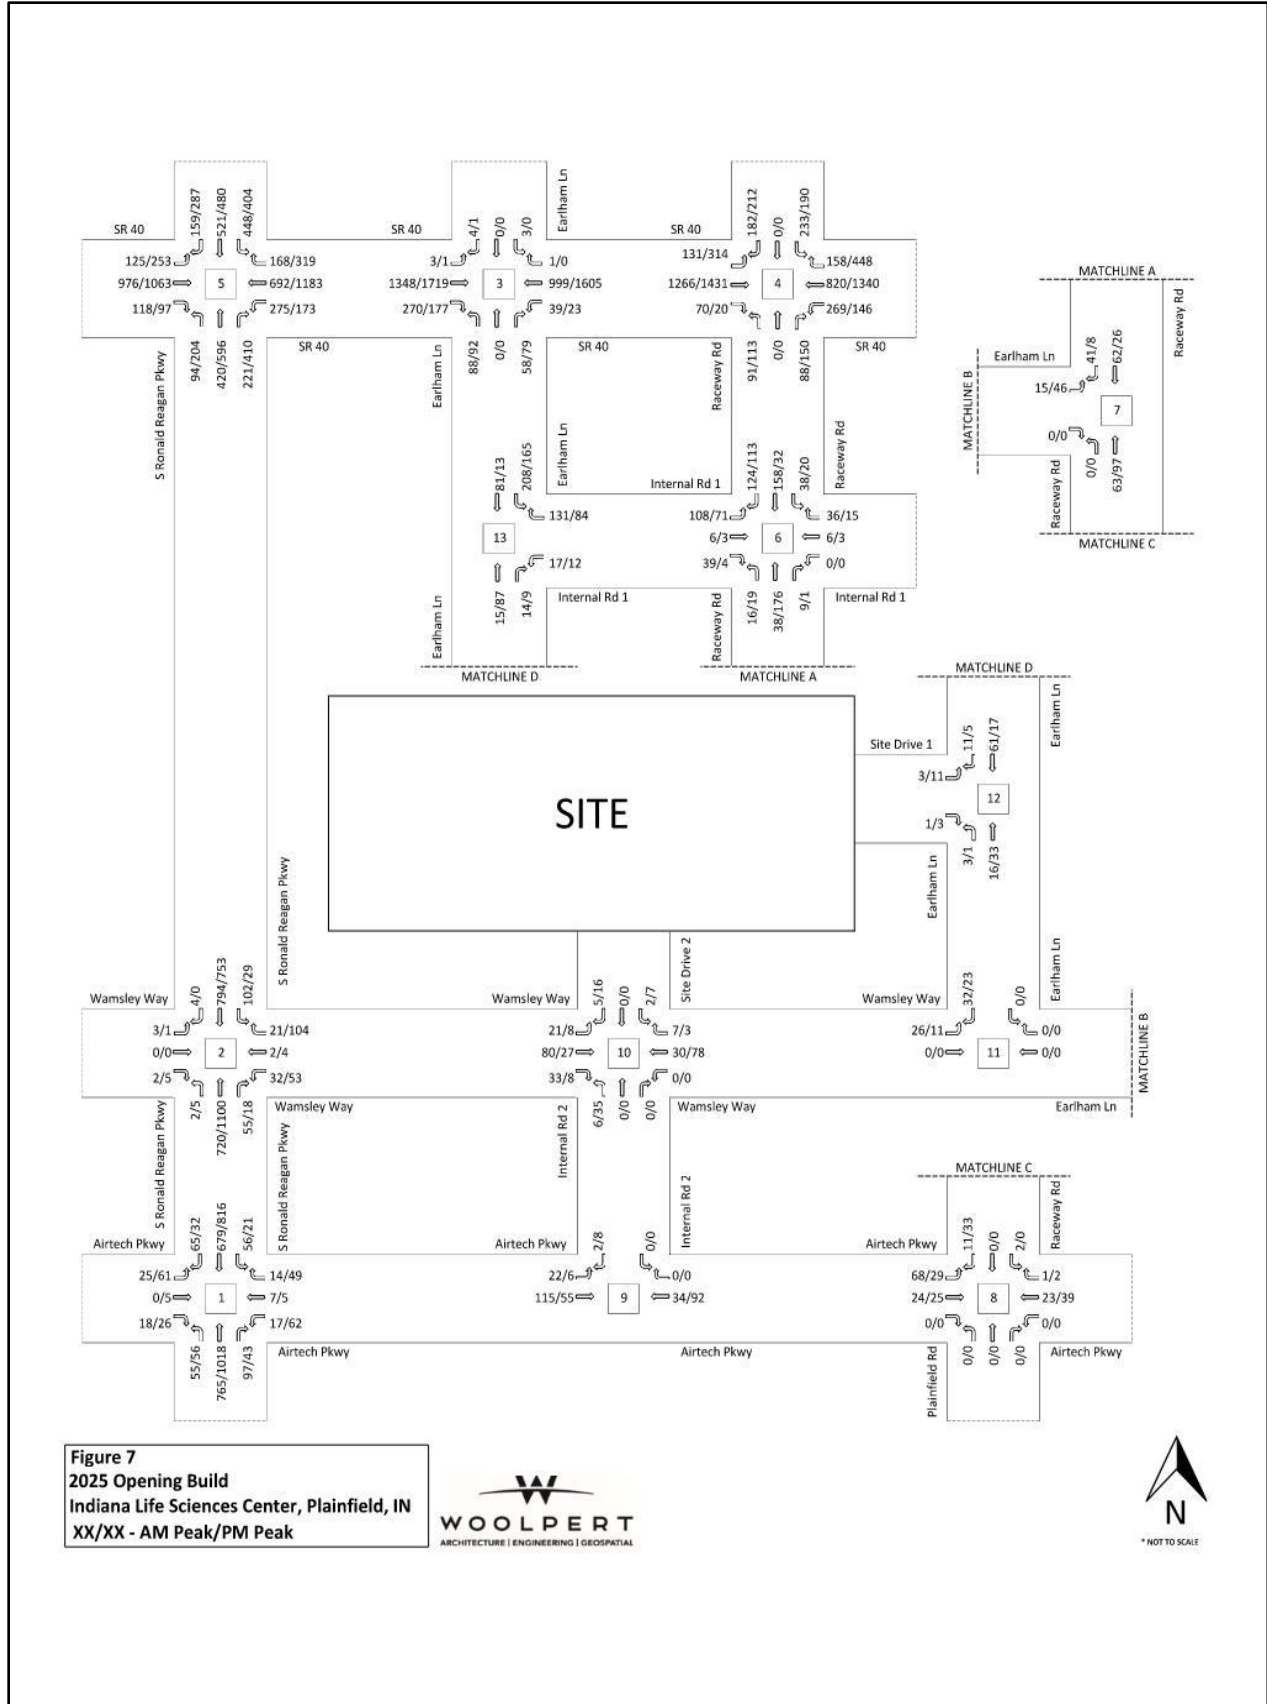 159/287
521/480
448/404
SR 40
125/253
168/319
976/1063
5
692/1183
118/97
275/173
94/204
420/596
221/410
S Ronald Reagan Pkwy
SR 40
SR 40
4/1
0/0
3/0
Earlham Ln
3/1
1/0
1348/1719
3
999/1605
270/177
39/23
88/92
0/0
58/79
Earlham Ln
SR 40
SR 40
182/212
0/0
233/190
131/314
158/448
1266/1431
4
820/1340
70/20
269/146
91/113
0/0
88/150
Raceway Rd
SR 40
MATCHLINE A
Raceway Rd
Earlham Ln
41/8
62/26
MATCHLINE B
15/46
7
0/0
0/0
63/97
Raceway Rd
MATCHLINE C
Earlham Ln
81/13
208/165
131/84
13
17/12
15/87
14/9
Earlham Ln
Internal Rd 1
MATCHLINE D
Internal Rd 1
Raceway Rd
124/113
158/32
38/20
108/71
36/15
6/3
6
6/3
39/4
0/0
16/19
38/176
9/1
Raceway Rd
Internal Rd 1
MATCHLINE A
SITE
MATCHLINE D
Earlham Ln
Site Drive 1
11/5
61/17
3/11
12
1/3
3/1
16/33
Earlham Ln
Earlham Ln
S Ronald Reagan Pkwy
Wamsley Way
4/0
794/753
102/29
3/1
21/104
0/0
2
2/4
2/5
32/53
2/5
720/1100
55/18
Wamsley Way
S Ronald Reagan Pkwy
S Ronald Reagan Pkwy
Wamsley Way
5/16
0/0
2/7
Site Drive 2
21/8
7/3
80/27
10
30/78
33/8
0/0
6/35
0/0
0/0
Internal Rd 2
Wamsley Way
Wamsley Way
32/23
0/0
26/11
0/0
0/0
11
0/0
MATCHLINE B
Earlham Ln
Airtech Pkwy
65/32
679/816
56/21
25/61
14/49
0/5
1
7/5
18/26
17/62
55/56
765/1018
97/43
Airtech Pkwy
Airtech Pkwy
2/8
0/0
Internal Rd 2
22/6
0/0
115/55
9
34/92
Airtech Pkwy
MATCHLINE C
Raceway Rd
Airtech Pkwy
11/33
0/0
2/0
68/29
1/2
24/25
8
23/39
0/0
0/0
0/0
0/0
0/0
Plainfield Rd
Airtech Pkwy
Figure 7
2025 Opening Build
Indiana Life Sciences Center, Plainfield, IN
XX/XX - AM Peak/PM Peak
WOOLPERT
ARCHITECTURE | ENGINEERING | GEOSPATIAL
N
* NOT TO SCALE